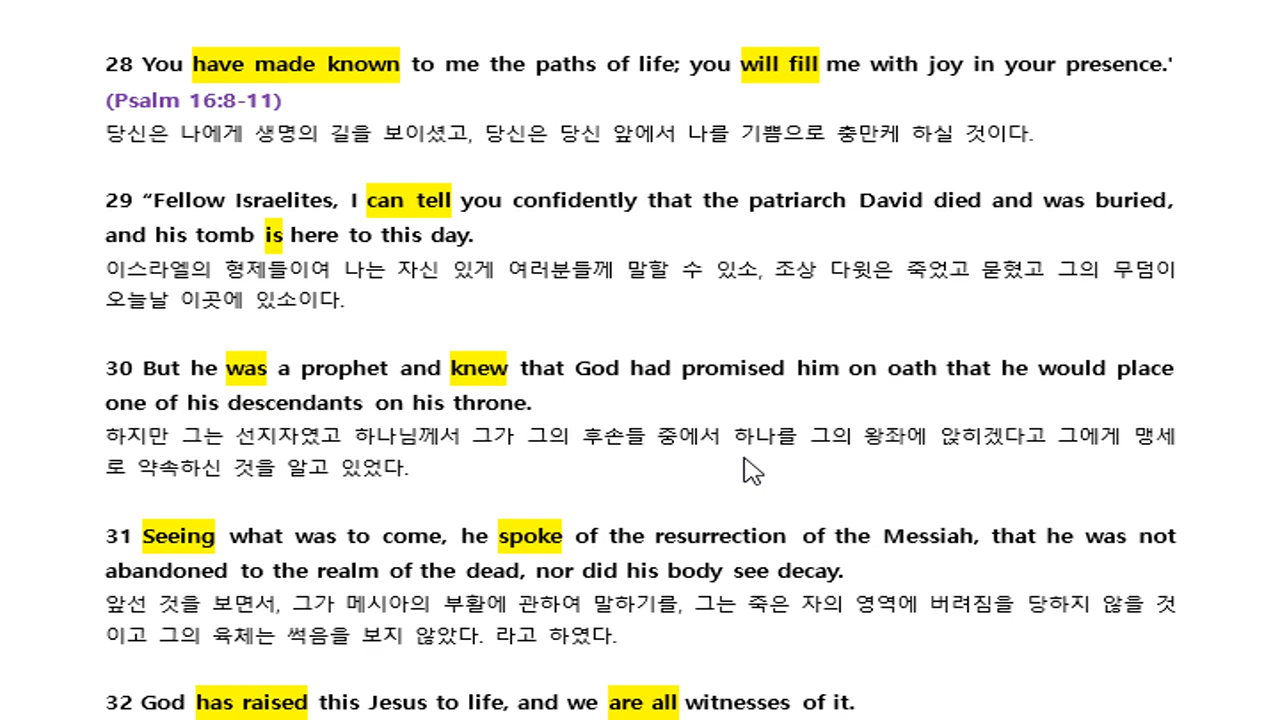 28 You have made known to me the paths of life; you will fill me with joy in your presence.'
(Psalm 16:8-11)
당신은 나에게 생명의 길을 보이셨고, 당신은 당신 앞에서 나를 기쁨으로 충만케 하실 것이다.
29 “Fellow Israelites, I can tell you confidently that the patriarch David died and was buried,
and his tomb is here to this day.
이스라엘의 형제들이여 나는 자신 있게 여러분들께 말할 수 있소, 조상 다윗은 죽었고 묻혔고 그의 무덤이
오늘날 이곳에 있소이다.
30 But he was a prophet and knew that God had promised him on oath that he would place
one of his descendants on his throne.
하지만 그는 선지자였고 하나님께서 그가 그의 후손들 중에서 하나를 그의 왕좌에 앉히겠다고 그에게 맹세
로 약속하신 것을 알고 있었다.
31 Seeing what was to come, he spoke of the resurrection of the Messiah, that he was not
abandoned to the realm of the dead, nor did his body see decay.
앞선 것을 보면서, 그가 메시아의 부활에 관하여 말하기를, 그는 죽은 자의 영역에 버려짐을 당하지 않을 것
이고 그의 육체는 썩음을 보지 않았다. 라고 하였다.
32 God has raised this Jesus to life, and we are all witnesses of it.